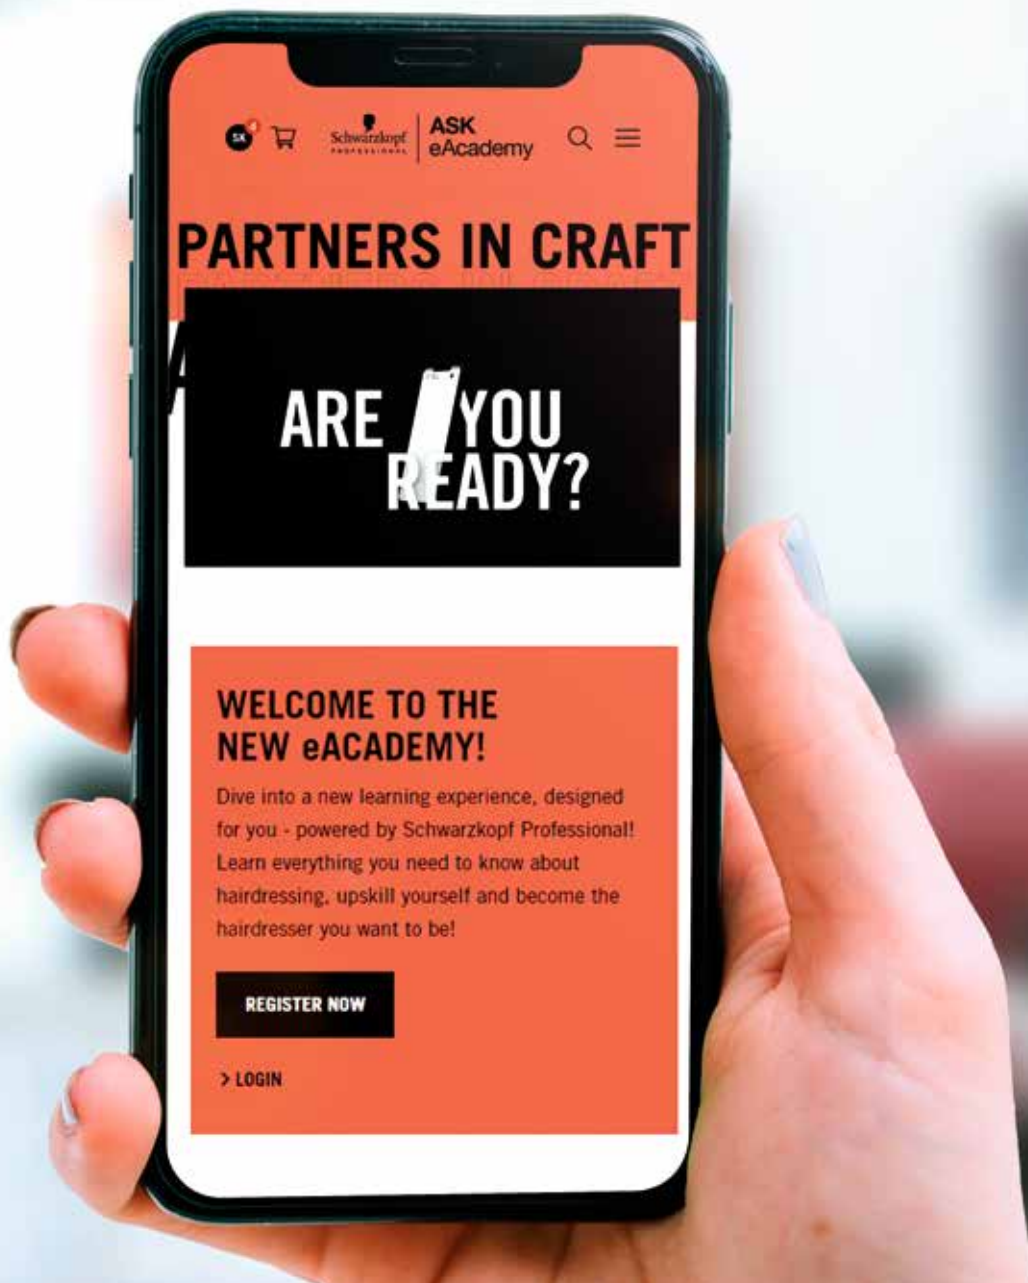 SK
4
Schwarzkopf
PROFESSIONAL
ASK
eAcademy
PARTNERS IN CRAFT
A
ARE YOU
READY?
WELCOME TO THE
NEW eACADEMY!
Dive into a new learning experience, designed
for you - powered by Schwarzkopf Professional!
Learn everything you need to know about
hairdressing, upskill yourself and become the
hairdresser you want to be!
REGISTER NOW
> LOGIN